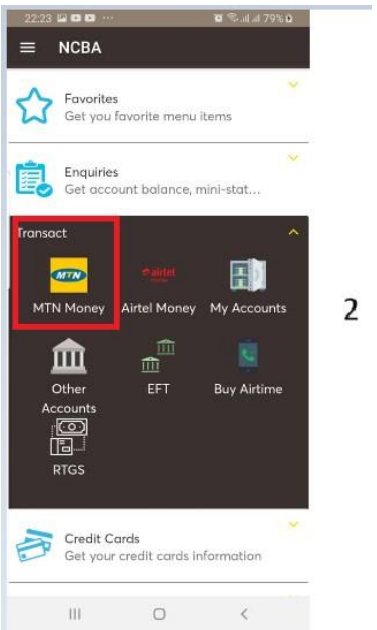 22:23 ... 79%
NCBA
Favorites
Get you favorite menu items
Enquiries
Get account balance, mini-stat...
Transact
MTN
airtel
money
MTN Money Airtel Money My Accounts
Other EFT Buy Airtime
Accounts
RTGS
2
Credit Cards
Get your credit cards information